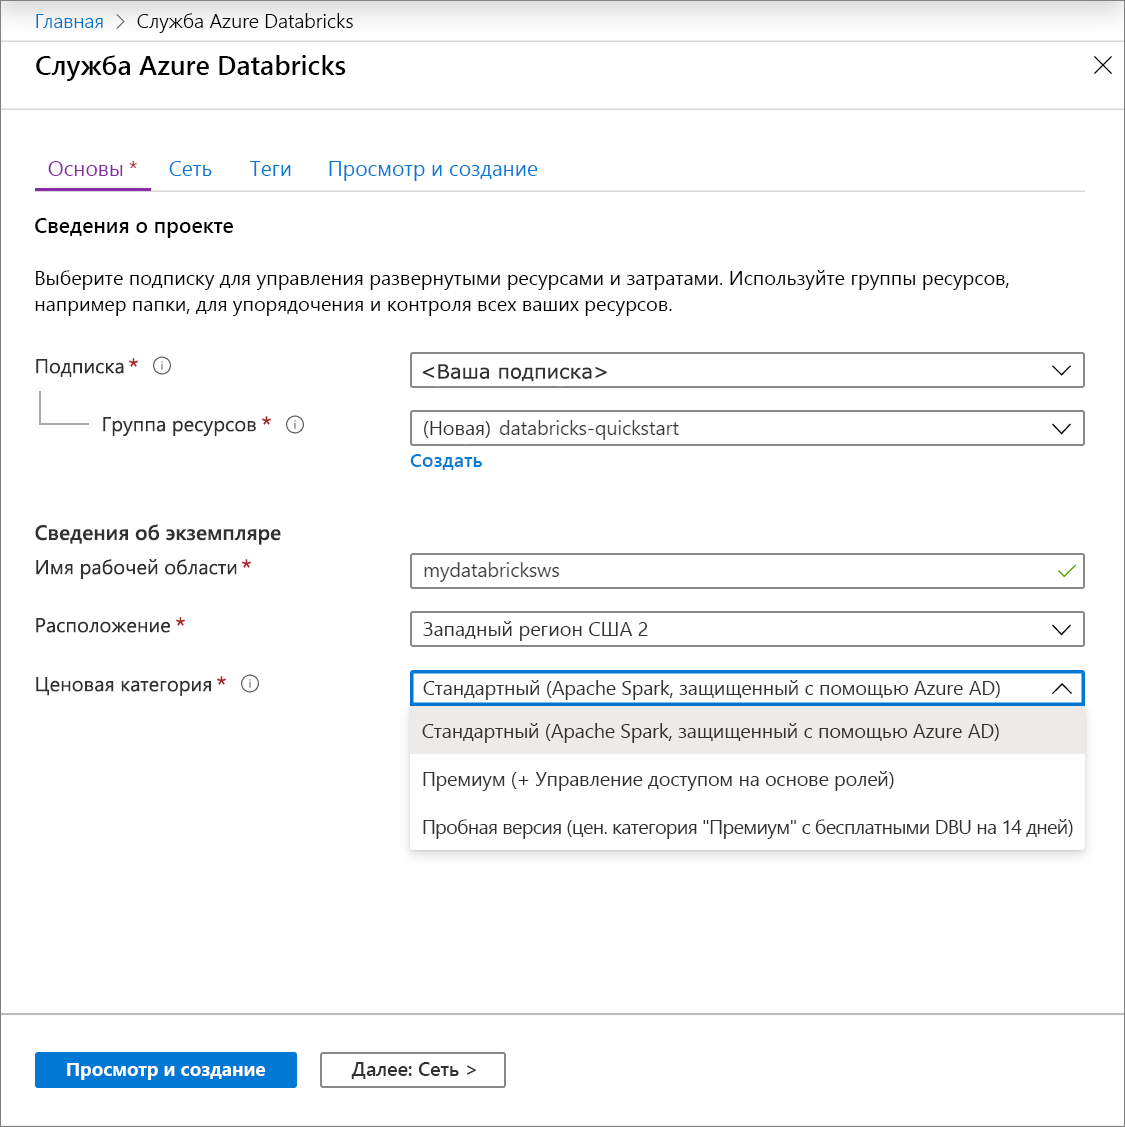 Главная > Служба Azure Databricks
Служба Azure Databricks
Основы * Сеть Теги Просмотр и создание
Сведения о проекте
Выберите подписку для управления развернутыми ресурсами и затратами. Используйте группы ресурсов,
например папки, для упорядочения и контроля всех ваших ресурсов.
Подписка * <Ваша подписка>
Группа ресурсов * (Новая) databricks-quickstart
Создать
Сведения об экземпляре
Имя рабочей области * mydatabricksws
Расположение * Западный регион США 2
Ценовая категория * Стандартный (Apache Spark, защищенный с помощью Azure AD)
Стандартный (Apache Spark, защищенный с помощью Azure AD)
Премиум (+ Управление доступом на основе ролей)
Пробная версия (цен. категория "Премиум" с бесплатными DBU на 14 дней)
Просмотр и создание Далее: Сеть >